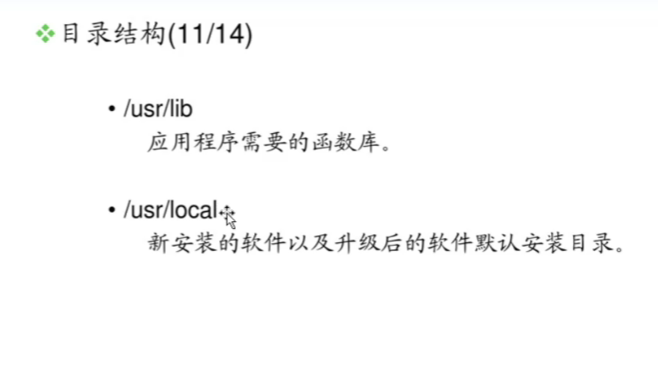 目录结构(11/14)
• /usr/lib
应用程序需要的函数库。
• /usr/local
新安装的软件以及升级后的软件默认安装目录。